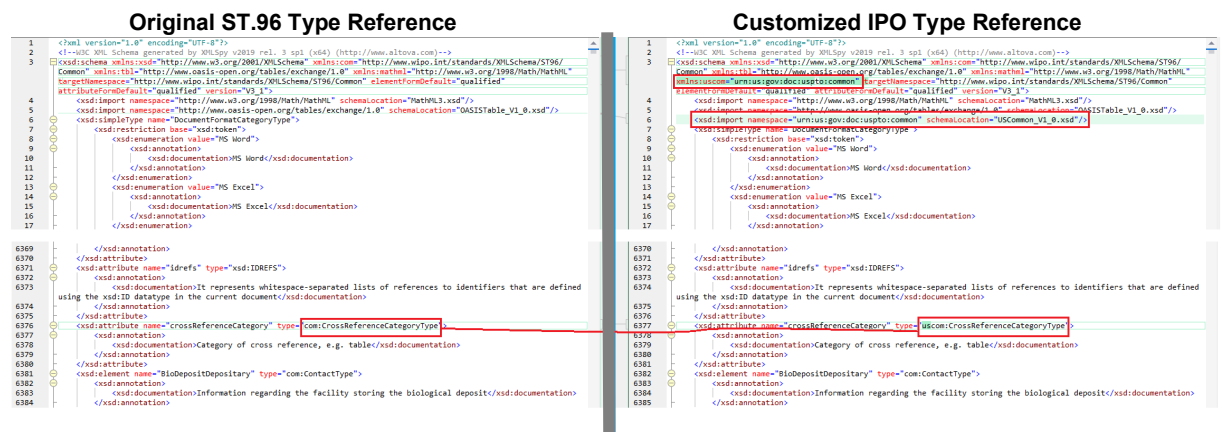 Original ST.96 Type Reference
1 <?xml version="1.0" encoding="UTF-8"?>
2 <!--W3C XML Schema generated by XMLSpy v2019 rel. 3 sp1 (x64) (http://www.altova.com)-->
3 <xsd:schema xmlns:xsd="http://www.w3.org/2001/XMLSchema" xmlns:com="http://www.wipo.int/standards/XMLSchema/ST96/
Common" xmlns:tbl="http://www.oasis-open.org/tables/exchange/1.0" xmlns:mathml="http://www.w3.org/1998/Math/MathML"
targetNamespace="http://www.wipo.int/standards/XMLSchema/ST96/Common" elementFormDefault="qualified"
attributeFormDefault="qualified" version="V3_1">
4 <xsd:import namespace="http://www.w3.org/1998/Math/MathML" schemaLocation="MathML3.xsd"/>
5 <xsd:import namespace="http://www.oasis-open.org/tables/exchange/1.0" schemaLocation="OASISTable_V1_0.xsd"/>
6 <xsd:simpleType name="DocumentFormatCategoryType">
7 <xsd:restriction base="xsd:token">
8 <xsd:enumeration value="MS Word">
9 <xsd:annotation>
10 <xsd:documentation>MS Word</xsd:documentation>
11 </xsd:annotation>
12 </xsd:enumeration>
13 <xsd:enumeration value="MS Excel">
14 <xsd:annotation>
15 <xsd:documentation>MS Excel</xsd:documentation>
16 </xsd:annotation>
17 </xsd:enumeration>
6369 </xsd:annotation>
6370 </xsd:attribute>
6371 <xsd:attribute name="idrefs" type="xsd:IDREFS">
6372 <xsd:annotation>
6373 <xsd:documentation>It represents whitespace-separated lists of references to identifiers that are defined
using the xsd:ID datatype in the current document</xsd:documentation>
6374 </xsd:annotation>
6375 </xsd:attribute>
6376 <xsd:attribute name="crossReferenceCategory" type="com:CrossReferenceCategoryType">
6377 <xsd:annotation>
6378 <xsd:documentation>Category of cross reference, e.g. table</xsd:documentation>
6379 </xsd:annotation>
6380 </xsd:attribute>
6381 <xsd:element name="BioDepositDepositary" type="com:ContactType">
6382 <xsd:annotation>
6383 <xsd:documentation>Information regarding the facility storing the biological deposit</xsd:documentation>
6384 </xsd:annotation>
Customized IPO Type Reference
1 <?xml version="1.0" encoding="UTF-8"?>
2 <!--W3C XML Schema generated by XMLSpy v2019 rel. 3 sp1 (x64) (http://www.altova.com)-->
3 <xsd:schema xmlns:xsd="http://www.w3.org/2001/XMLSchema" xmlns:com="http://www.wipo.int/standards/XMLSchema/ST96/
Common" xmlns:tbl="http://www.oasis-open.org/tables/exchange/1.0" xmlns:mathml="http://www.w3.org/1998/Math/MathML"
xmlns:uscom="urn:us:gov:doc:uspto:common" targetNamespace="http://www.wipo.int/standards/XMLSchema/ST96/Common"
elementFormDefault="qualified" attributeFormDefault="qualified" version="V3_1">
4 <xsd:import namespace="http://www.w3.org/1998/Math/MathML" schemaLocation="MathML3.xsd"/>
5 <xsd:import namespace="http://www.oasis-open.org/tables/exchange/1.0" schemaLocation="OASISTable_V1_0.xsd"/>
6 <xsd:import namespace="urn:us:gov:doc:uspto:common" schemaLocation="USCommon_V1_0.xsd"/>
7 <xsd:simpleType name="DocumentFormatCategoryType">
8 <xsd:restriction base="xsd:token">
9 <xsd:enumeration value="MS Word">
10 <xsd:annotation>
11 <xsd:documentation>MS Word</xsd:documentation>
12 </xsd:annotation>
13 </xsd:enumeration>
14 <xsd:enumeration value="MS Excel">
15 <xsd:annotation>
16 <xsd:documentation>MS Excel</xsd:documentation>
17 </xsd:annotation>
6370 </xsd:annotation>
6371 </xsd:attribute>
6372 <xsd:attribute name="idrefs" type="xsd:IDREFS">
6373 <xsd:annotation>
6374 <xsd:documentation>It represents whitespace-separated lists of references to identifiers that are defined
using the xsd:ID datatype in the current document</xsd:documentation>
6375 </xsd:annotation>
6376 </xsd:attribute>
6377 <xsd:attribute name="crossReferenceCategory" type="uscom:CrossReferenceCategoryType">
6378 <xsd:annotation>
6379 <xsd:documentation>Category of cross reference, e.g. table</xsd:documentation>
6380 </xsd:annotation>
6381 </xsd:attribute>
6382 <xsd:element name="BioDepositDepositary" type="com:ContactType">
6383 <xsd:annotation>
6384 <xsd:documentation>Information regarding the facility storing the biological deposit</xsd:documentation>
6385 </xsd:annotation>